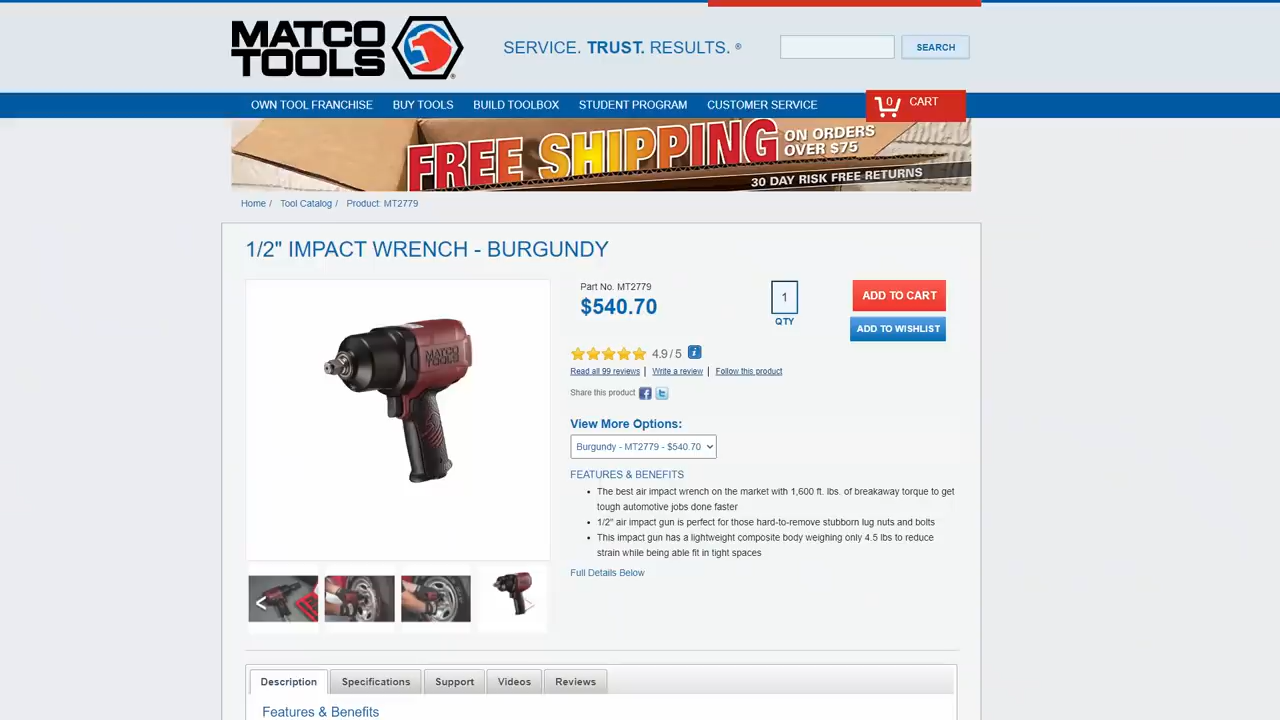 MATCO
TOOLS
SERVICE. TRUST. RESULTS. ®
SEARCH
OWN TOOL FRANCHISE
BUY TOOLS
BUILD TOOLBOX
STUDENT PROGRAM
CUSTOMER SERVICE
0 CART
FREE SHIPPING
ON ORDERS
OVER $75
30 DAY RISK FREE RETURNS
Home / Tool Catalog / Product: MT2779
1/2" IMPACT WRENCH - BURGUNDY
MATCO
TOOLS
Part No. MT2779
$540.70
1
QTY
ADD TO CART
ADD TO WISHLIST
4.9 / 5 i
Read all 99 reviews | Write a review | Follow this product
Share this product f t
View More Options:
Burgundy - MT2779 - $540.70
FEATURES & BENEFITS
• The best air impact wrench on the market with 1,600 ft. lbs. of breakaway torque to get
tough automotive jobs done faster
• 1/2" air impact gun is perfect for those hard-to-remove stubborn lug nuts and bolts
• This impact gun has a lightweight composite body weighing only 4.5 lbs to reduce
strain while being able fit in tight spaces
Full Details Below
<
Description
Specifications
Support
Videos
Reviews
Features & Benefits